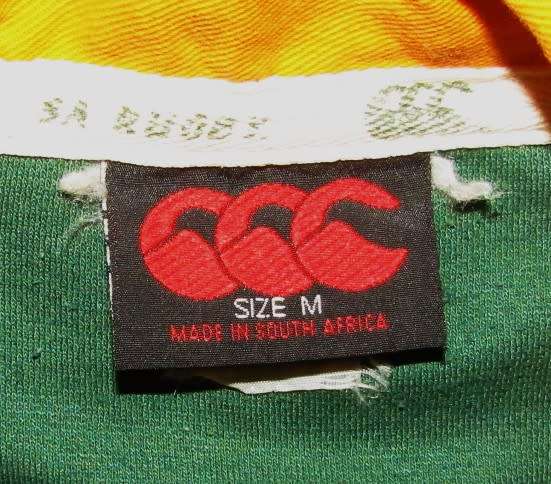 SA RUGBY
SIZE M
MADE IN SOUTH AFRICA